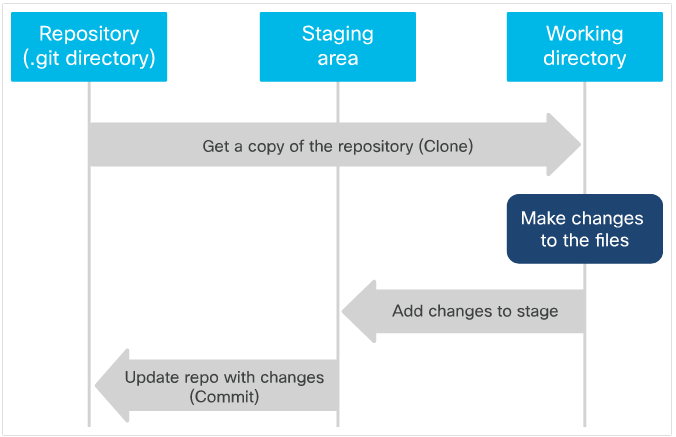 Repository
(.git directory)
Staging
area
Working
directory
Get a copy of the repository (Clone)
Make changes
to the files
Add changes to stage
Update repo with changes
(Commit)